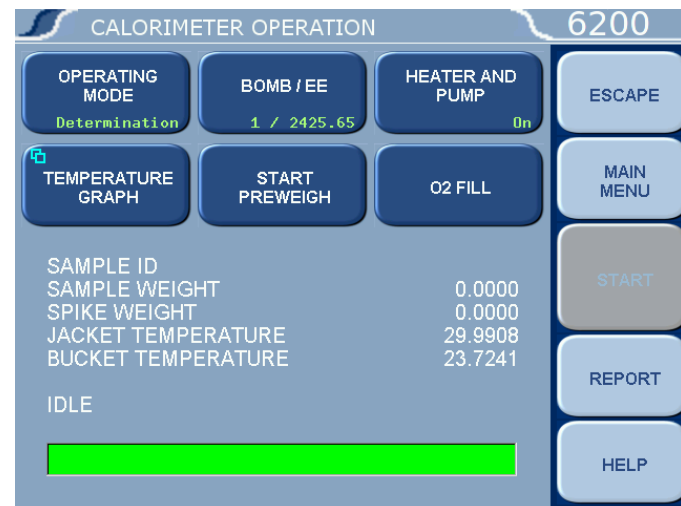 CALORIMETER OPERATION
6200
OPERATING
MODE
Determination
BOMB / EE
1 / 2425.65
HEATER AND
PUMP
On
ESCAPE
TEMPERATURE
GRAPH
START
PREWEIGH
O2 FILL
MAIN
MENU
SAMPLE ID
SAMPLE WEIGHT 0.0000
SPIKE WEIGHT 0.0000
JACKET TEMPERATURE 29.9908
BUCKET TEMPERATURE 23.7241
IDLE
START
REPORT
HELP